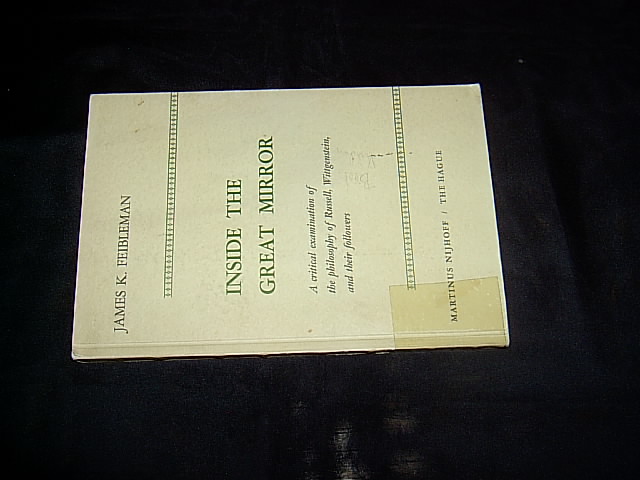 JAMES K. FEIBLEMAN
INSIDE THE
GREAT MIRROR
A critical examination of
the philosophy of Russell, Wittgenstein,
and their followers
MARTINUS NIJHOFF / THE HAGUE